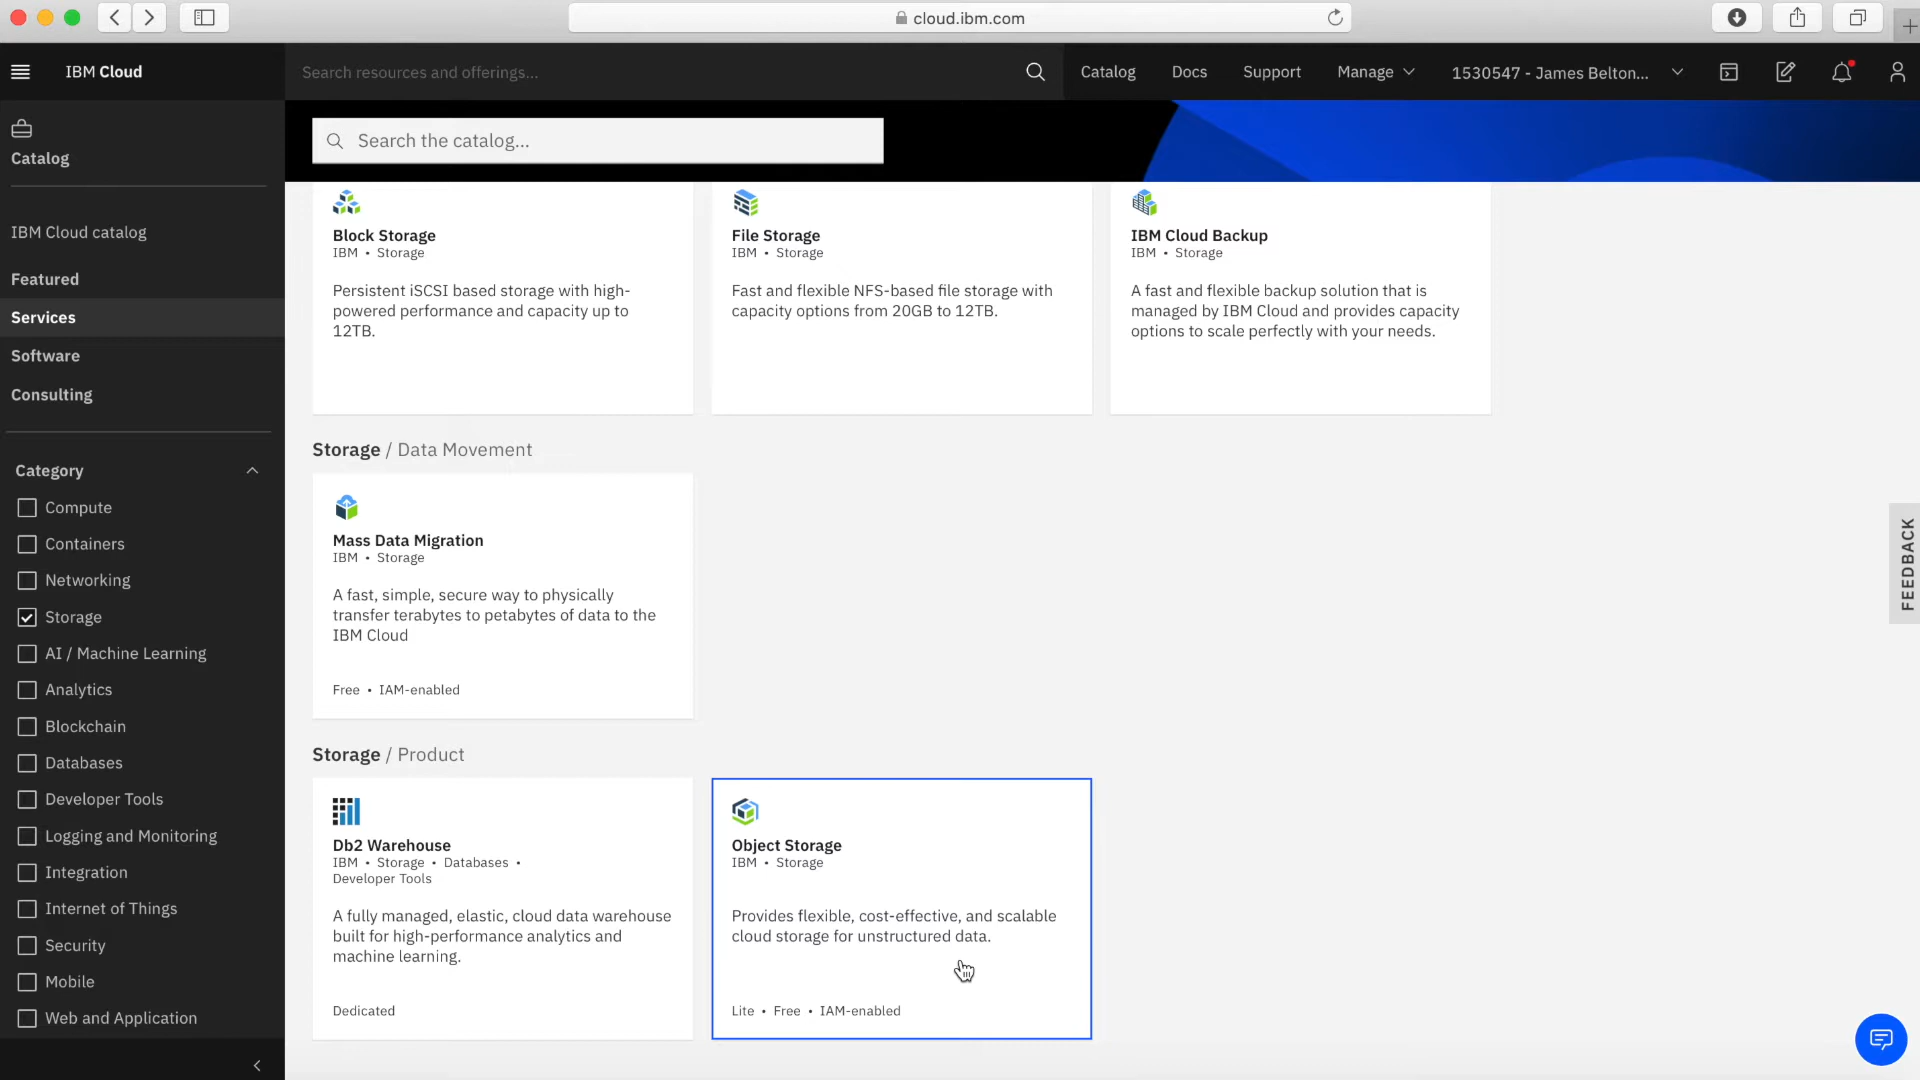 cloud.ibm.com
IBM Cloud
Search resources and offerings...
Catalog
Docs
Support
Manage
1530547 - James Belton...
Catalog
IBM Cloud catalog
Featured
Services
Software
Consulting
Category
Compute
Containers
Networking
Storage
AI / Machine Learning
Analytics
Blockchain
Databases
Developer Tools
Logging and Monitoring
Integration
Internet of Things
Security
Mobile
Web and Application
Search the catalog...
Block Storage
IBM • Storage
Persistent iSCSI based storage with high-
powered performance and capacity up to
12TB.
File Storage
IBM • Storage
Fast and flexible NFS-based file storage with
capacity options from 20GB to 12TB.
IBM Cloud Backup
IBM • Storage
A fast and flexible backup solution that is
managed by IBM Cloud and provides capacity
options to scale perfectly with your needs.
Storage / Data Movement
Mass Data Migration
IBM • Storage
A fast, simple, secure way to physically
transfer terabytes to petabytes of data to the
IBM Cloud
Free • IAM-enabled
Storage / Product
Db2 Warehouse
IBM • Storage • Databases •
Developer Tools
A fully managed, elastic, cloud data warehouse
built for high-performance analytics and
machine learning.
Dedicated
Object Storage
IBM • Storage
Provides flexible, cost-effective, and scalable
cloud storage for unstructured data.
Lite • Free • IAM-enabled
FEEDBACK